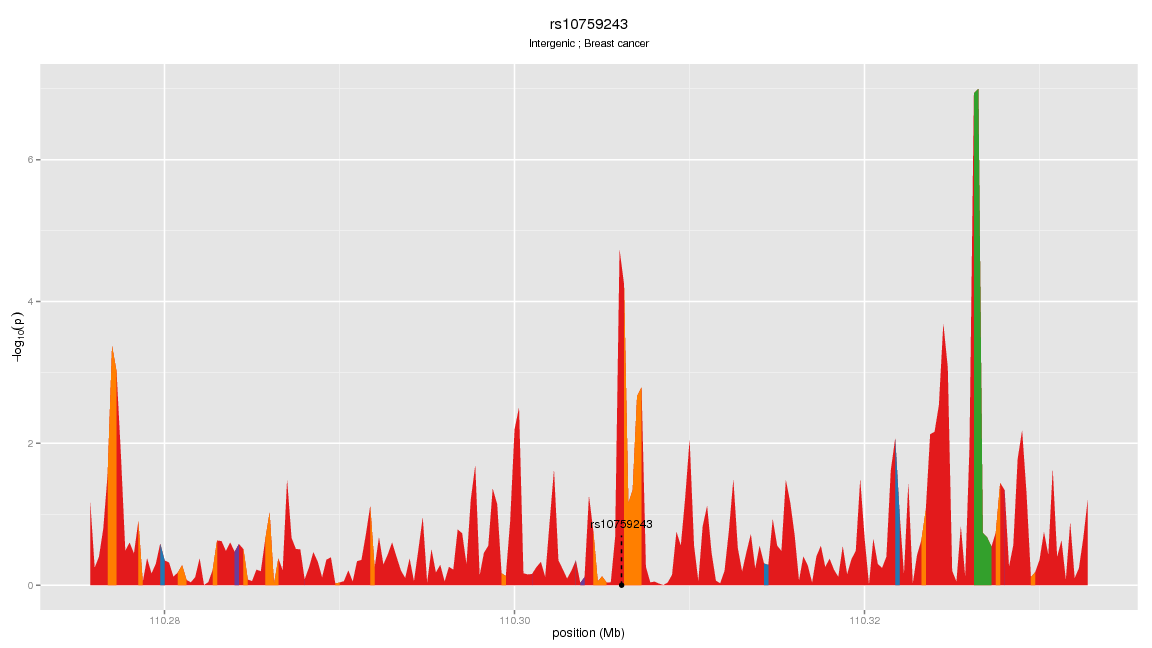 rs10759243
Intergenic ; Breast cancer
6
4
2
0
−log10(p)
rs10759243
110.28
110.30
110.32
position (Mb)